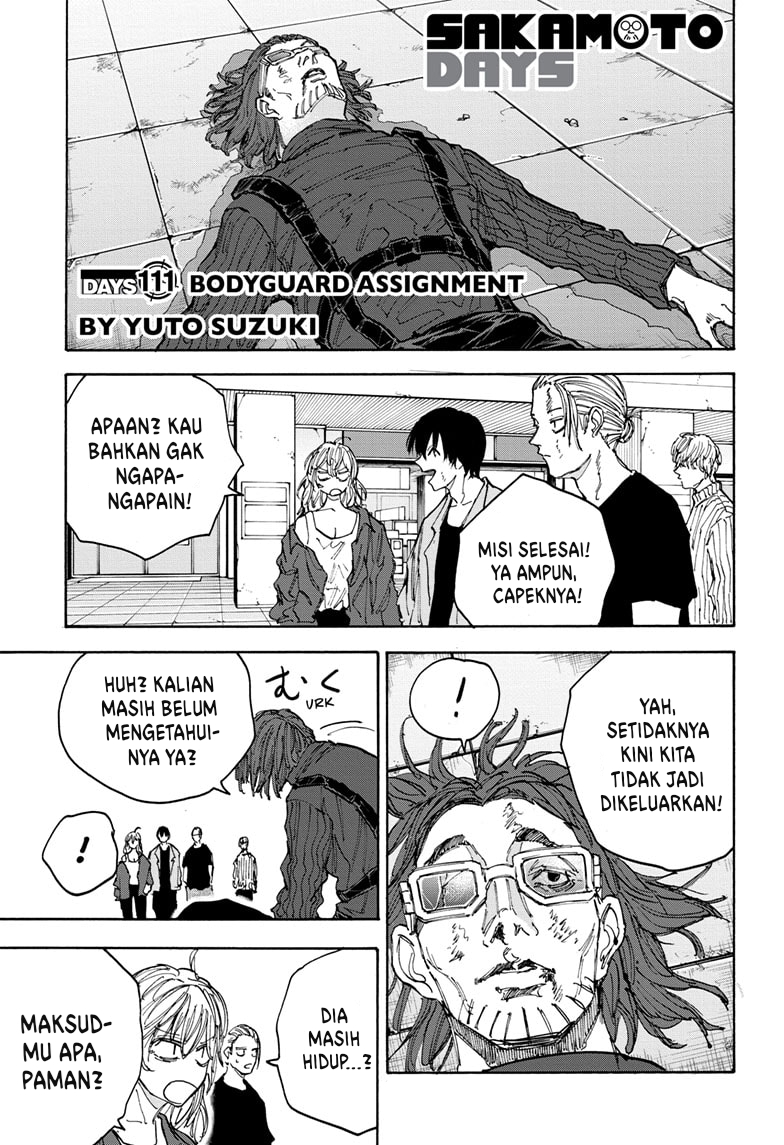 SAKAMOTO
DAYS
DAYS 111 BODYGUARD ASSIGNMENT
BY YUTO SUZUKI
MISI SELESAI!
YA AMPUN,
CAPEKNYA!
APAAN? KAU
BAHKAN GAK
NGAPA-
NGAPAIN!
YAH,
SETIDAKNYA
KINI KITA
TIDAK JADI
DIKELUARKAN!
!
むく
URK
HUH? KALIAN
MASIH BELUM
MENGETAHUI-
NYA YA?
!
DIA
MASIH
HIDUP...?
MAKSUD-
MU APA,
PAMAN?